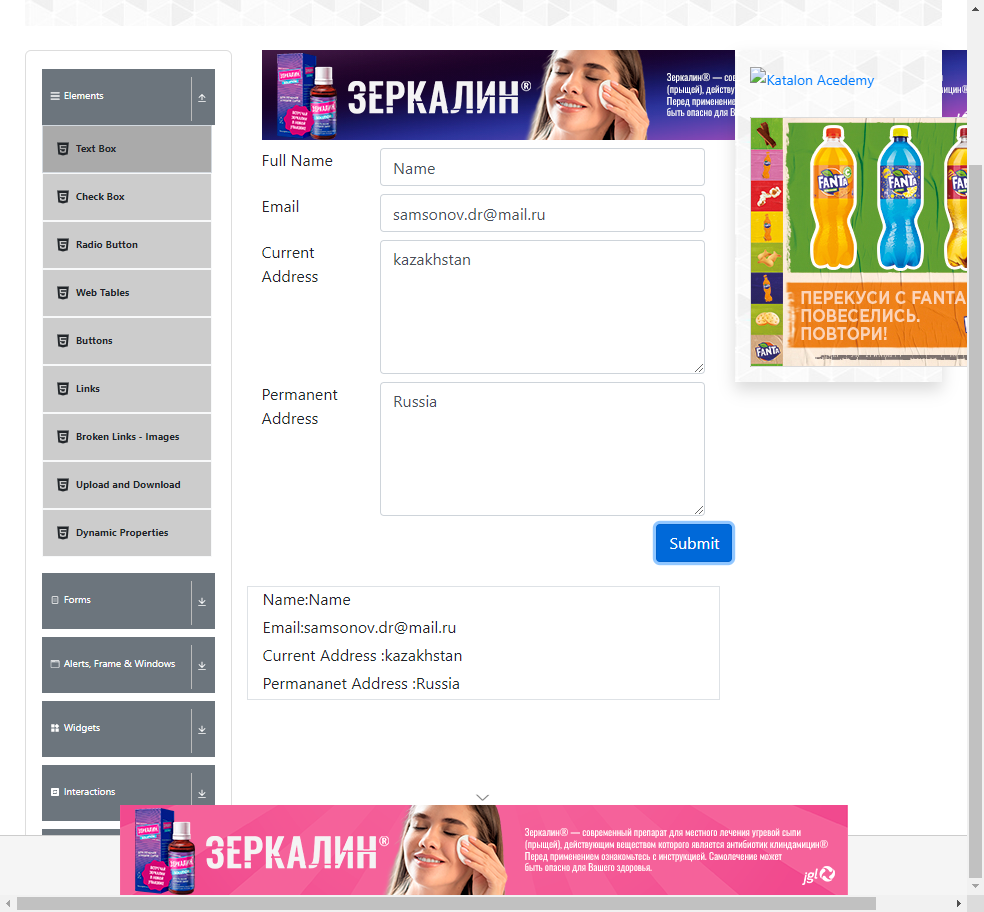 Elements
Text Box
Check Box
Radio Button
Web Tables
Buttons
Links
Broken Links - Images
Upload and Download
Dynamic Properties
Forms
Alerts, Frame & Windows
Widgets
Interactions
ЗЕРКАЛИН®
Зеркалин® — сов
(прыщей), действу
Перед применение
быть опасно для В
Full Name
Name
Email
samsonov.dr@mail.ru
Current
Address
kazakhstan
Permanent
Address
Russia
Submit
Name:Name
Email:samsonov.dr@mail.ru
Current Address :kazakhstan
Permananet Address :Russia
Katalon Acedemy
FANTA
FANTA
ПЕРЕКУСИ С FANTA
ПОВЕСЕЛИСЬ.
ПОВТОРИ!
FANTA
ЗЕРКАЛИН®
Зеркалин® — современный препарат для местного лечения угревой сыпи
(прыщей), действующим веществом которого является антибиотик клиндамицин®
Перед применением ознакомьтесь с инструкцией. Самолечение может
быть опасно для Вашего здоровья.
jgl